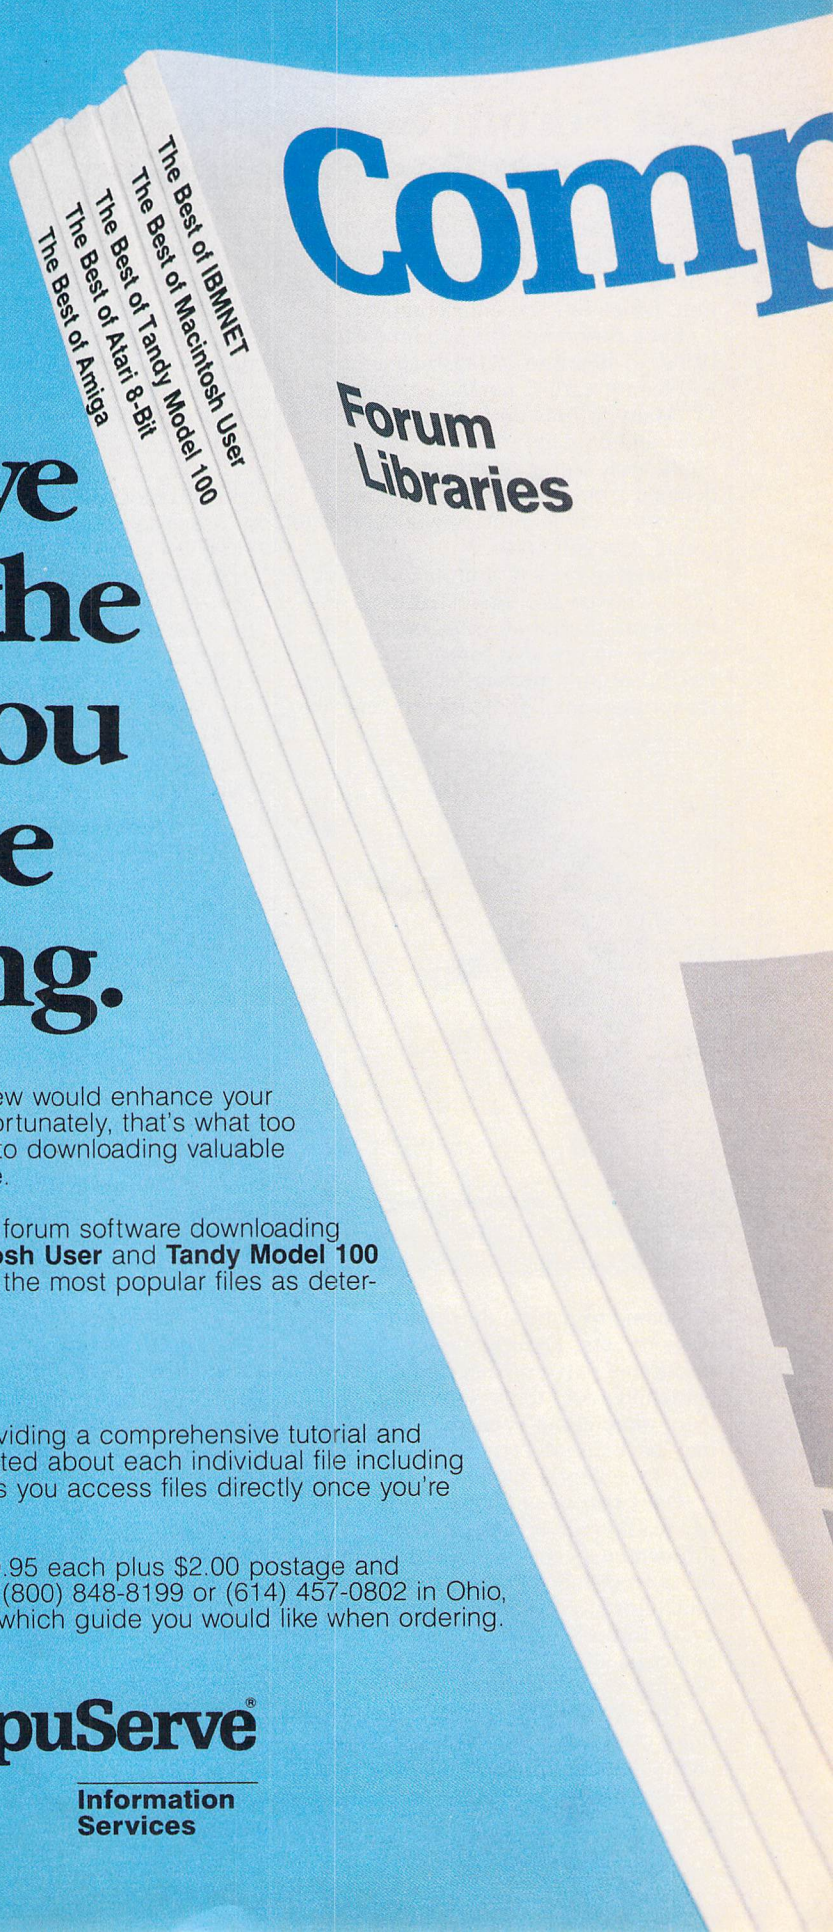 The Best of IBMNET
The Best of Macintosh User
The Best of Tandy Model 100
The Best of Atari 8-Bit
The Best of Amiga
Comp
Forum
Libraries
ve
the
ou
e
ng.
ew would enhance your
ortunately, that's what too
to downloading valuable
e.
forum software downloading
osh User and Tandy Model 100
the most popular files as deter-
viding a comprehensive tutorial and
ted about each individual file including
s you access files directly once you're
.95 each plus $2.00 postage and
(800) 848-8199 or (614) 457-0802 in Ohio,
which guide you would like when ordering.
puServe®
Information
Services